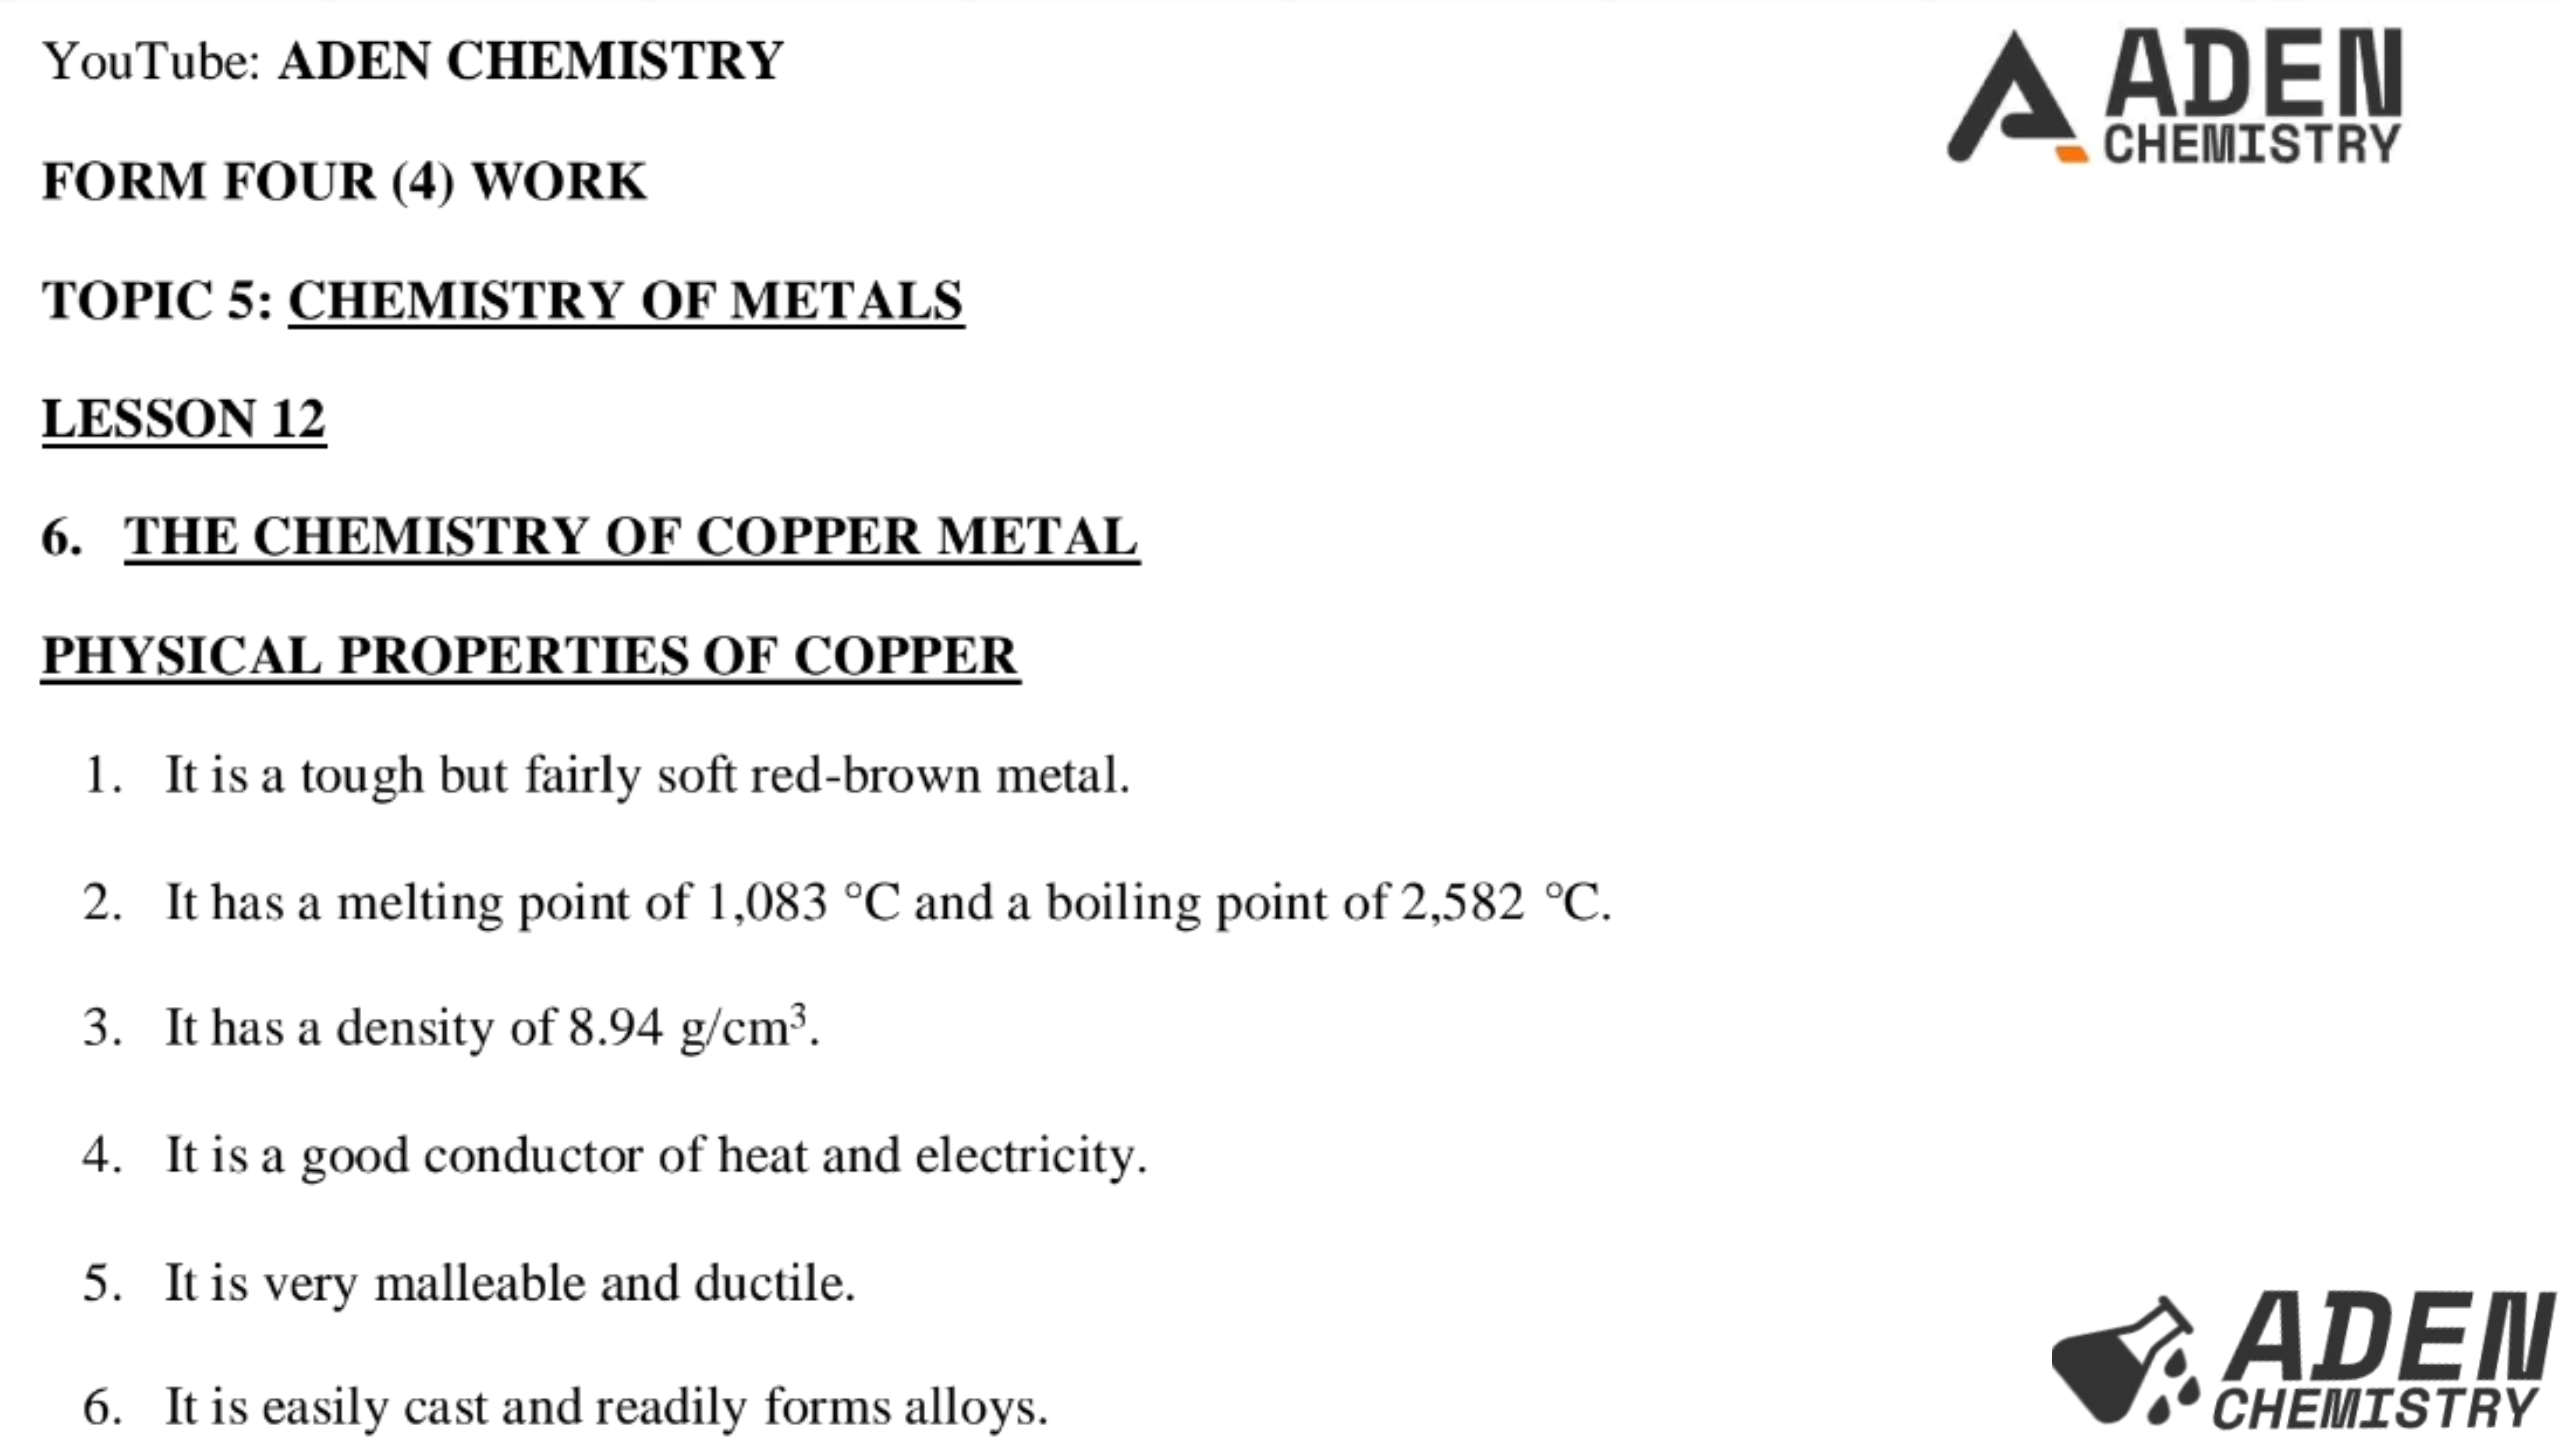 YouTube: ADEN CHEMISTRY
ADEN
CHEMISTRY
FORM FOUR (4) WORK
TOPIC 5: CHEMISTRY OF METALS
LESSON 12
6. THE CHEMISTRY OF COPPER METAL
PHYSICAL PROPERTIES OF COPPER
1. It is a tough but fairly soft red-brown metal.
2. It has a melting point of 1,083 °C and a boiling point of 2,582 °C.
3. It has a density of 8.94 g/cm³.
4. It is a good conductor of heat and electricity.
5. It is very malleable and ductile.
6. It is easily cast and readily forms alloys.
ADEN
CHEMISTRY